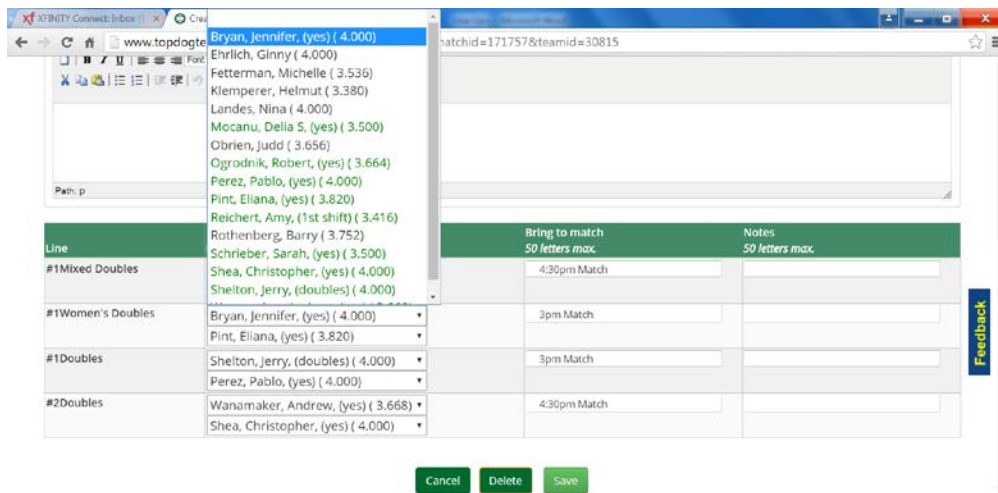 XFINITY Connect: Inbox
Crea
www.topdogte
atchid=171757&teamid=30815
B I U Font
Bryan, Jennifer, (yes) ( 4.000)
Ehrlich, Ginny ( 4.000)
Fetterman, Michelle ( 3.536)
Klemperer, Helmut ( 3.380)
Landes, Nina ( 4.000)
Mocanu, Delia S, (yes) ( 3.500)
Obrien, Judd ( 3.656)
Ogrodnik, Robert, (yes) ( 3.664)
Perez, Pablo, (yes) ( 4.000)
Pint, Eliana, (yes) ( 3.820)
Reichert, Amy, (1st shift) ( 3.416)
Rothenberg, Barry ( 3.752)
Schrieber, Sarah, (yes) ( 3.500)
Shea, Christopher, (yes) ( 4.000)
Shelton, Jerry, (doubles) ( 4.000)
Path: p
Line
Bring to match
50 letters max.
Notes
50 letters max.
#1Mixed Doubles
4:30pm Match
#1Women's Doubles
Bryan, Jennifer, (yes) ( 4.000)
3pm Match
Pint, Eliana, (yes) ( 3.820)
#1Doubles
Shelton, Jerry, (doubles) ( 4.000)
3pm Match
Perez, Pablo, (yes) ( 4.000)
#2Doubles
Wanamaker, Andrew, (yes) ( 3.668)
4:30pm Match
Shea, Christopher, (yes) ( 4.000)
Feedback
Cancel
Delete
Save